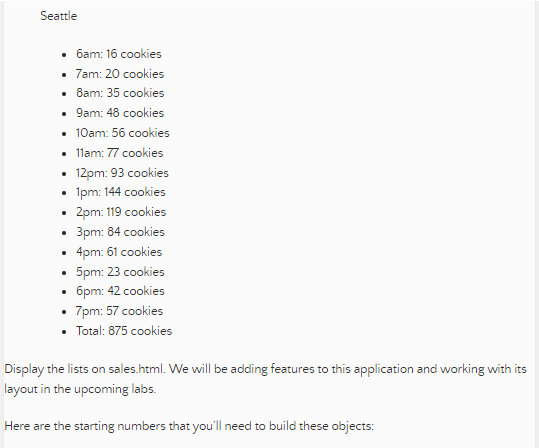 Seattle
• 6am: 16 cookies
• 7am: 20 cookies
• 8am: 35 cookies
• 9am: 48 cookies
• 10am: 56 cookies
• 11am: 77 cookies
• 12pm: 93 cookies
• 1pm: 144 cookies
• 2pm: 119 cookies
• 3pm: 84 cookies
• 4pm: 61 cookies
• 5pm: 23 cookies
• 6pm: 42 cookies
• 7pm: 57 cookies
• Total: 875 cookies
Display the lists on sales.html. We will be adding features to this application and working with its
layout in the upcoming labs.
Here are the starting numbers that you'll need to build these objects: